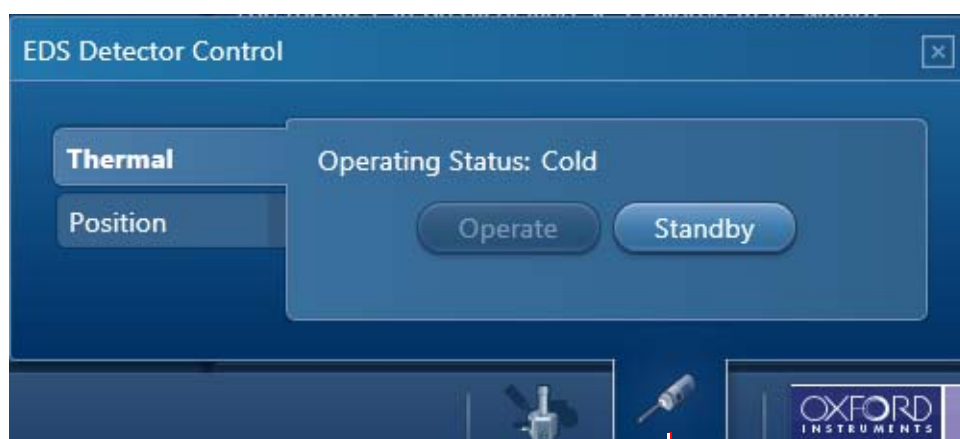 EDS Detector Control
Thermal
Operating Status: Cold
Position
Operate
Standby
OXFORD
INSTRUMENTS